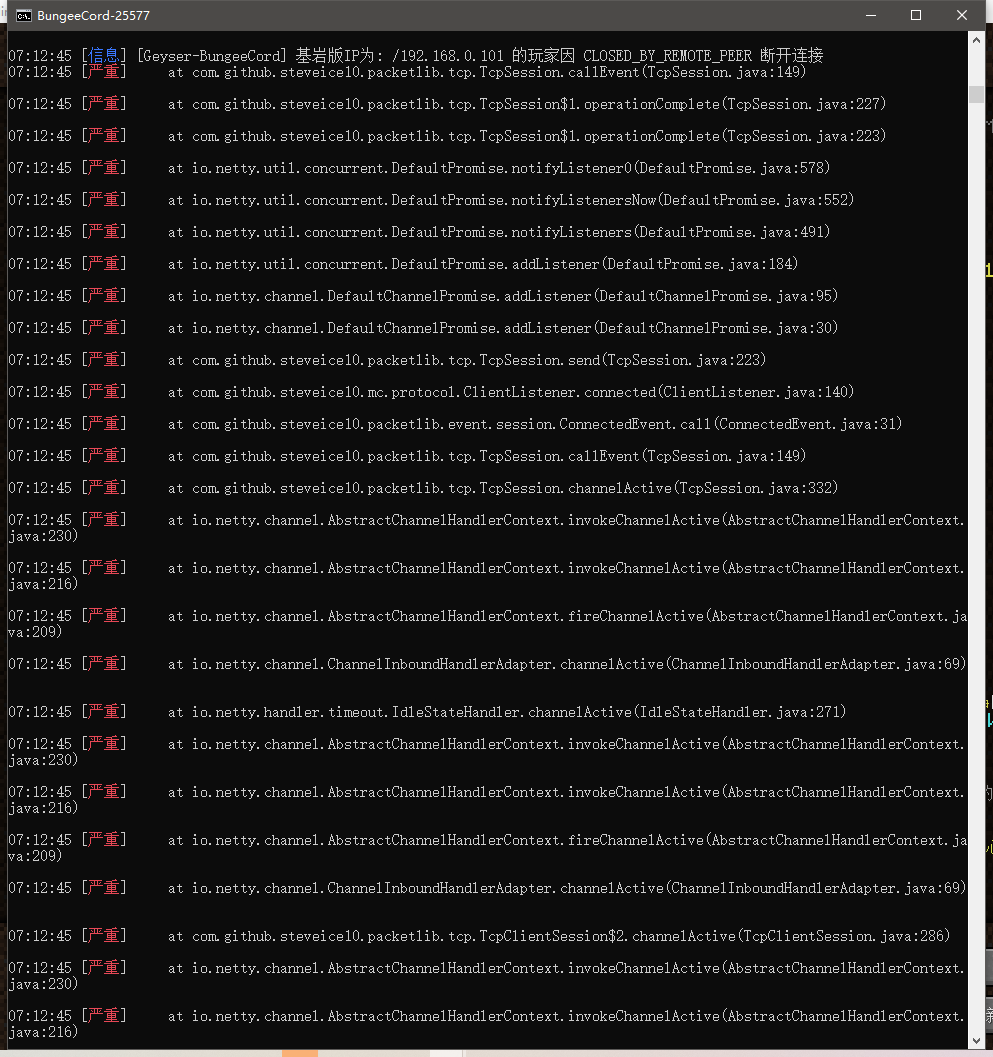 BungeeCord-25577
07:12:45 [信息] [Geyser-BungeeCord] 基岩版IP为: /192.168.0.101 的玩家因 CLOSED_BY_REMOTE_PEER 断开连接
07:12:45 [严重]     at com.github.steveice10.packetlib.tcp.TcpSession.callEvent(TcpSession.java:149)
07:12:45 [严重]     at com.github.steveice10.packetlib.tcp.TcpSession$1.operationComplete(TcpSession.java:227)
07:12:45 [严重]     at com.github.steveice10.packetlib.tcp.TcpSession$1.operationComplete(TcpSession.java:223)
07:12:45 [严重]     at io.netty.util.concurrent.DefaultPromise.notifyListener0(DefaultPromise.java:578)
07:12:45 [严重]     at io.netty.util.concurrent.DefaultPromise.notifyListenersNow(DefaultPromise.java:552)
07:12:45 [严重]     at io.netty.util.concurrent.DefaultPromise.notifyListeners(DefaultPromise.java:491)
07:12:45 [严重]     at io.netty.util.concurrent.DefaultPromise.addListener(DefaultPromise.java:184)
07:12:45 [严重]     at io.netty.channel.DefaultChannelPromise.addListener(DefaultChannelPromise.java:95)
07:12:45 [严重]     at io.netty.channel.DefaultChannelPromise.addListener(DefaultChannelPromise.java:30)
07:12:45 [严重]     at com.github.steveice10.packetlib.tcp.TcpSession.send(TcpSession.java:223)
07:12:45 [严重]     at com.github.steveice10.mc.protocol.ClientListener.connected(ClientListener.java:140)
07:12:45 [严重]     at com.github.steveice10.packetlib.event.session.ConnectedEvent.call(ConnectedEvent.java:31)
07:12:45 [严重]     at com.github.steveice10.packetlib.tcp.TcpSession.callEvent(TcpSession.java:149)
07:12:45 [严重]     at com.github.steveice10.packetlib.tcp.TcpSession.channelActive(TcpSession.java:332)
07:12:45 [严重]     at io.netty.channel.AbstractChannelHandlerContext.invokeChannelActive(AbstractChannelHandlerContext.
java:230)
07:12:45 [严重]     at io.netty.channel.AbstractChannelHandlerContext.invokeChannelActive(AbstractChannelHandlerContext.
java:216)
07:12:45 [严重]     at io.netty.channel.AbstractChannelHandlerContext.fireChannelActive(AbstractChannelHandlerContext.ja
va:209)
07:12:45 [严重]     at io.netty.channel.ChannelInboundHandlerAdapter.channelActive(ChannelInboundHandlerAdapter.java:69)
07:12:45 [严重]     at io.netty.handler.timeout.IdleStateHandler.channelActive(IdleStateHandler.java:271)
07:12:45 [严重]     at io.netty.channel.AbstractChannelHandlerContext.invokeChannelActive(AbstractChannelHandlerContext.
java:230)
07:12:45 [严重]     at io.netty.channel.AbstractChannelHandlerContext.invokeChannelActive(AbstractChannelHandlerContext.
java:216)
07:12:45 [严重]     at io.netty.channel.AbstractChannelHandlerContext.fireChannelActive(AbstractChannelHandlerContext.ja
va:209)
07:12:45 [严重]     at io.netty.channel.ChannelInboundHandlerAdapter.channelActive(ChannelInboundHandlerAdapter.java:69)
07:12:45 [严重]     at com.github.steveice10.packetlib.tcp.TcpClientSession$2.channelActive(TcpClientSession.java:286)
07:12:45 [严重]     at io.netty.channel.AbstractChannelHandlerContext.invokeChannelActive(AbstractChannelHandlerContext.
java:230)
07:12:45 [严重]     at io.netty.channel.AbstractChannelHandlerContext.invokeChannelActive(AbstractChannelHandlerContext.
java:216)